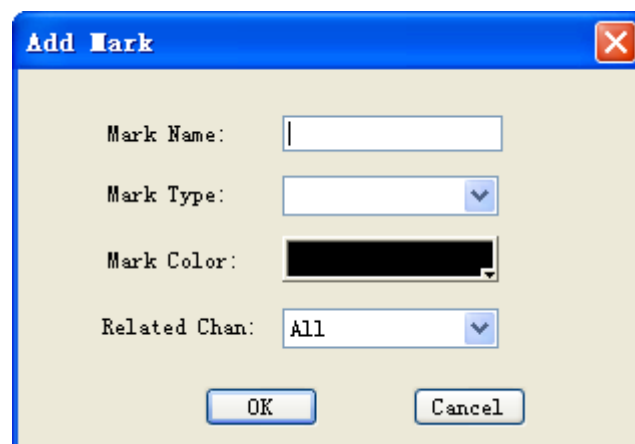 Add Mark
Mark Name:
Mark Type:
Mark Color:
Related Chan: All
OK Cancel